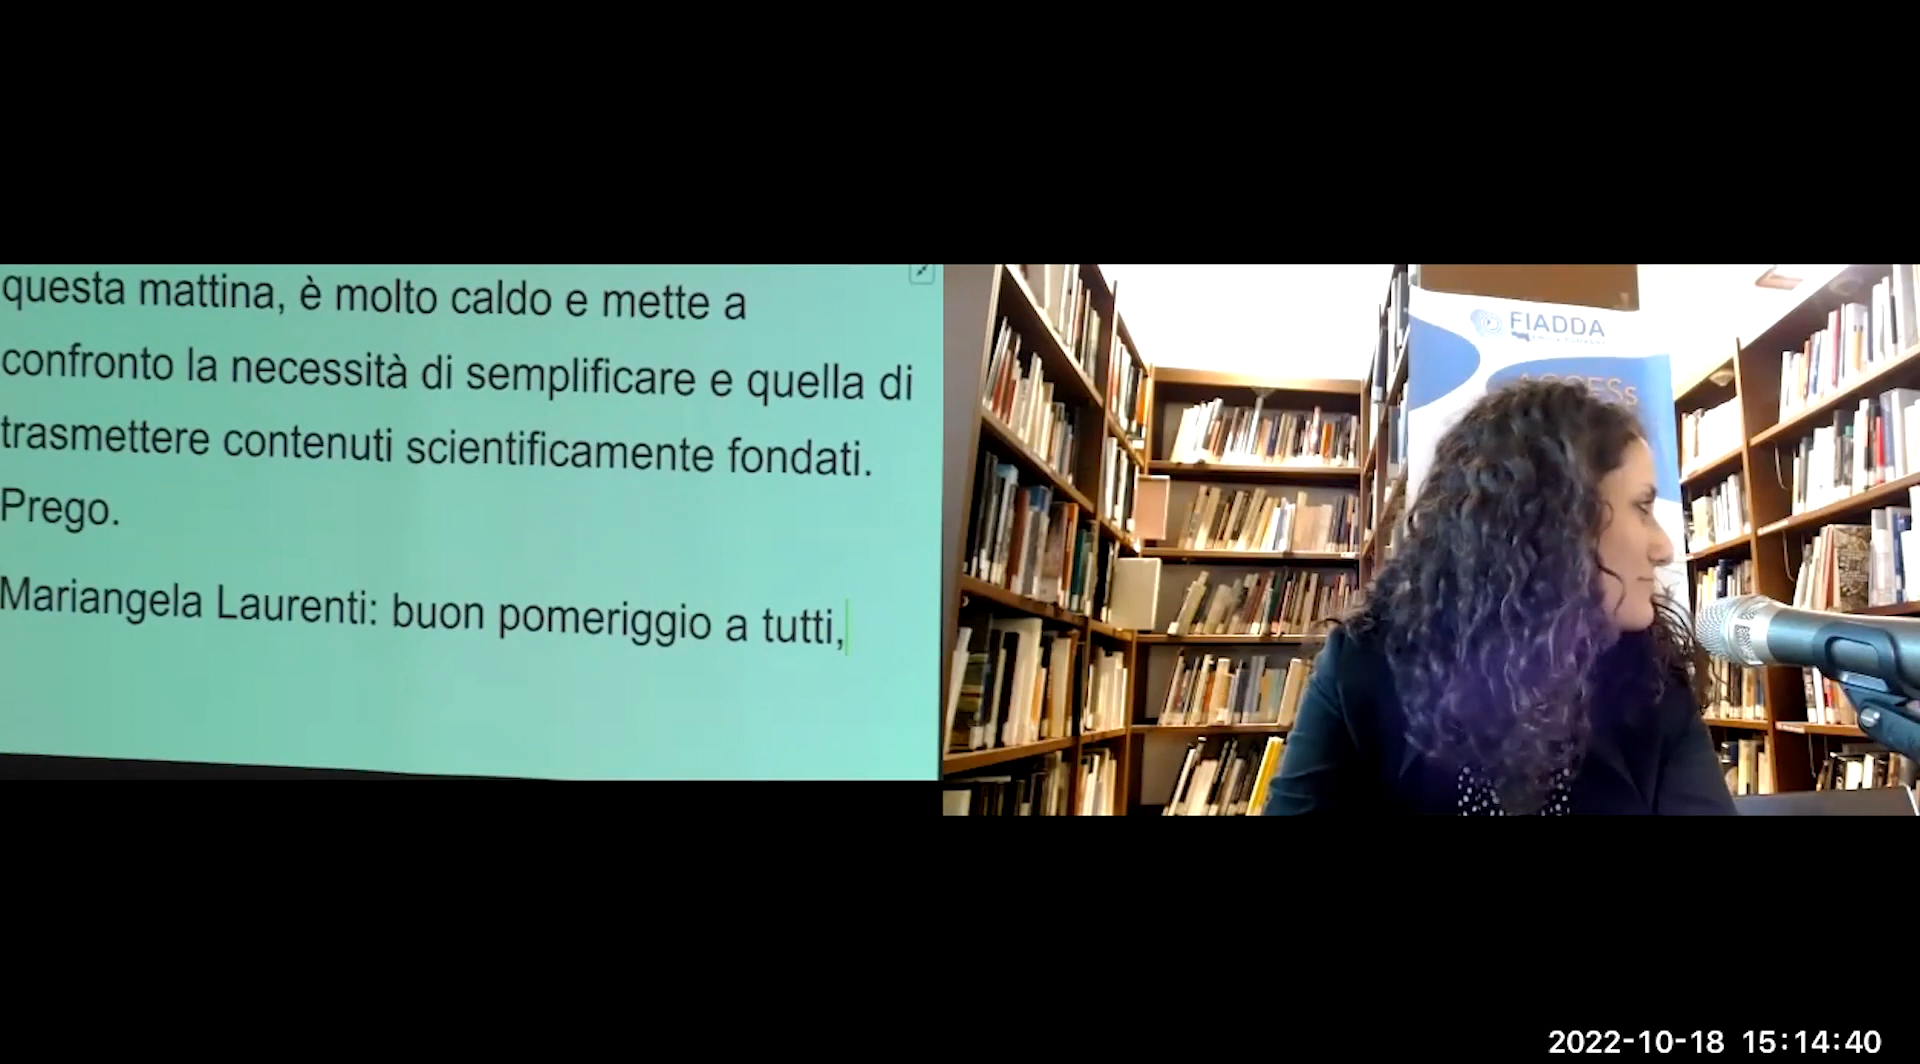 questa mattina, è molto caldo e mette a
confronto la necessità di semplificare e quella di
trasmettere contenuti scientificamente fondati.
Prego.
Mariangela Laurenti: buon pomeriggio a tutti,
FIADDA
2022-10-18 15:14:40